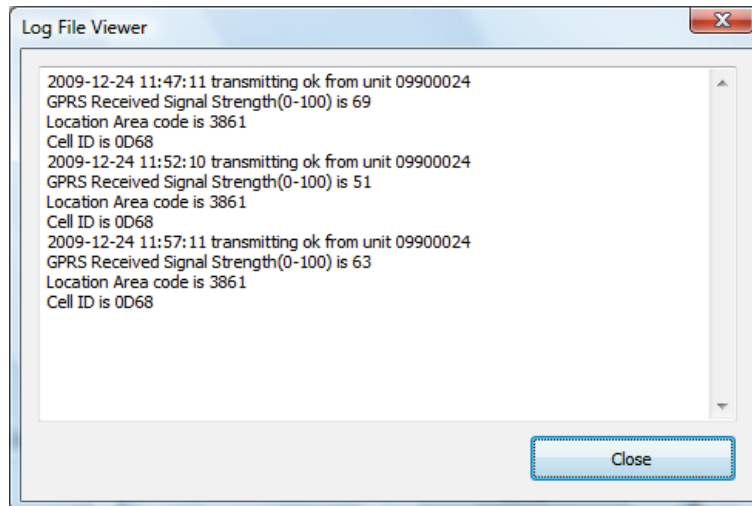 Log File Viewer
2009-12-24 11:47:11 transmitting ok from unit 09900024
GPRS Received Signal Strength(0-100) is 69
Location Area code is 3861
Cell ID is 0D68
2009-12-24 11:52:10 transmitting ok from unit 09900024
GPRS Received Signal Strength(0-100) is 51
Location Area code is 3861
Cell ID is 0D68
2009-12-24 11:57:11 transmitting ok from unit 09900024
GPRS Received Signal Strength(0-100) is 63
Location Area code is 3861
Cell ID is 0D68
Close